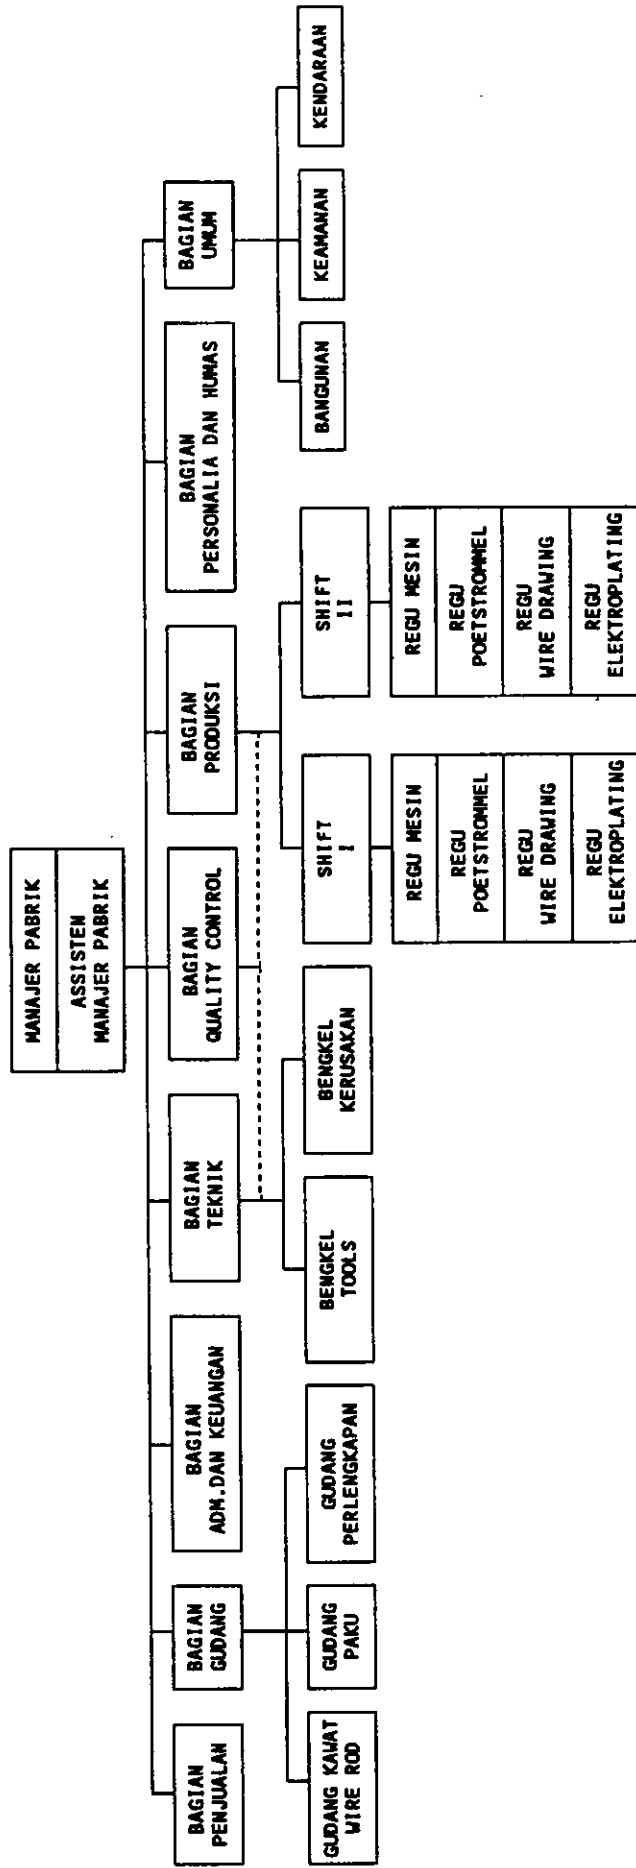 MANAJER PABRIK
ASSISTEN
MANAJER PABRIK
BAGIAN
PENJUALAN
BAGIAN
GUDANG
BAGIAN
ADM.DAN KEUANGAN
BAGIAN
TEKNIK
BAGIAN
QUALITY CONTROL
BAGIAN
PRODUKSI
BAGIAN
PERSONALIA DAN HUMAS
BAGIAN
UMUM
GUDANG KAWAT
WIRE ROD
GUDANG
PAKU
GUDANG
PERLENGKAPAN
BENGKEL
TOOLS
BENGKEL
KERUSAKAN
SHIFT
I
SHIFT
II
BANGUNAN
KEAMANAN
KENDARAAN
REGU MESIN
REGU
POETSTROMMEL
REGU
WIRE DRAWING
REGU
ELEKTROPLATING
REGU MESIN
REGU
POETSTROMMEL
REGU
WIRE DRAWING
REGU
ELEKTROPLATING